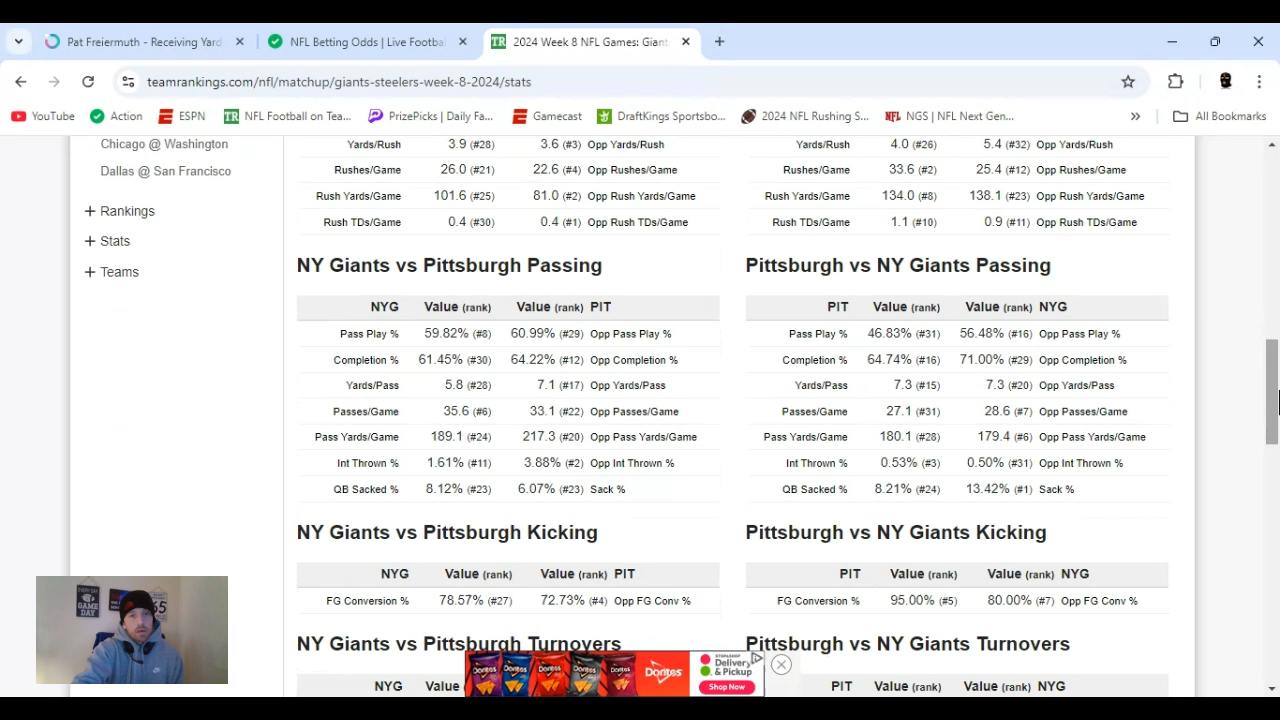 Pat Freiermuth - Receiving Yard
NFL Betting Odds | Live Footbal
TR 2024 Week 8 NFL Games: Giant
teamrankings.com/nfl/matchup/giants-steelers-week-8-2024/stats
YouTube Action ESPN TR NFL Football on Tea... PrizePicks | Daily Fa... Gamecast DraftKings Sportsbo... 2024 NFL Rushing S... NFL NGS | NFL Next Gen... » All Bookmarks
Chicago @ Washington
Dallas @ San Francisco
+ Rankings
+ Stats
+ Teams
Yards/Rush 3.9 (#28) 3.6 (#3) Opp Yards/Rush
Rushes/Game 26.0 (#21) 22.6 (#4) Opp Rushes/Game
Rush Yards/Game 101.6 (#25) 81.0 (#2) Opp Rush Yards/Game
Rush TDs/Game 0.4 (#30) 0.4 (#1) Opp Rush TDs/Game
NY Giants vs Pittsburgh Passing
NYG Value (rank) Value (rank) PIT
Pass Play % 59.82% (#8) 60.99% (#29) Opp Pass Play %
Completion % 61.45% (#30) 64.22% (#12) Opp Completion %
Yards/Pass 5.8 (#28) 7.1 (#17) Opp Yards/Pass
Passes/Game 35.6 (#6) 33.1 (#22) Opp Passes/Game
Pass Yards/Game 189.1 (#24) 217.3 (#20) Opp Pass Yards/Game
Int Thrown % 1.61% (#11) 3.88% (#2) Opp Int Thrown %
QB Sacked % 8.12% (#23) 6.07% (#23) Sack %
NY Giants vs Pittsburgh Kicking
NYG Value (rank) Value (rank) PIT
FG Conversion % 78.57% (#27) 72.73% (#4) Opp FG Conv %
NY Giants vs Pittsburgh Turnovers
NYG Valu
Yards/Rush 4.0 (#26) 5.4 (#32) Opp Yards/Rush
Rushes/Game 33.6 (#2) 25.4 (#12) Opp Rushes/Game
Rush Yards/Game 134.0 (#8) 138.1 (#23) Opp Rush Yards/Game
Rush TDs/Game 1.1 (#10) 0.9 (#11) Opp Rush TDs/Game
Pittsburgh vs NY Giants Passing
PIT Value (rank) Value (rank) NYG
Pass Play % 46.83% (#31) 56.48% (#16) Opp Pass Play %
Completion % 64.74% (#16) 71.00% (#29) Opp Completion %
Yards/Pass 7.3 (#15) 7.3 (#20) Opp Yards/Pass
Passes/Game 27.1 (#31) 28.6 (#7) Opp Passes/Game
Pass Yards/Game 180.1 (#28) 179.4 (#6) Opp Pass Yards/Game
Int Thrown % 0.53% (#3) 0.50% (#31) Opp Int Thrown %
QB Sacked % 8.21% (#24) 13.42% (#1) Sack %
Pittsburgh vs NY Giants Kicking
PIT Value (rank) Value (rank) NYG
FG Conversion % 95.00% (#5) 80.00% (#7) Opp FG Conv %
Pittsburgh vs NY Giants Turnovers
PIT Value (rank) Value (rank) NYG
Doritos
STOP&SHOP
Delivery
& Pickup
Shop Now
GAME
DAY
65